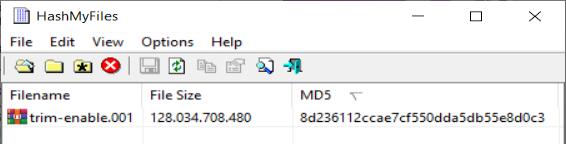 HashMyFiles
File Edit View Options Help
Filename File Size MD5
trim-enable.001 128.034.708.480 8d236112ccae7cf550dda5db55e8d0c3